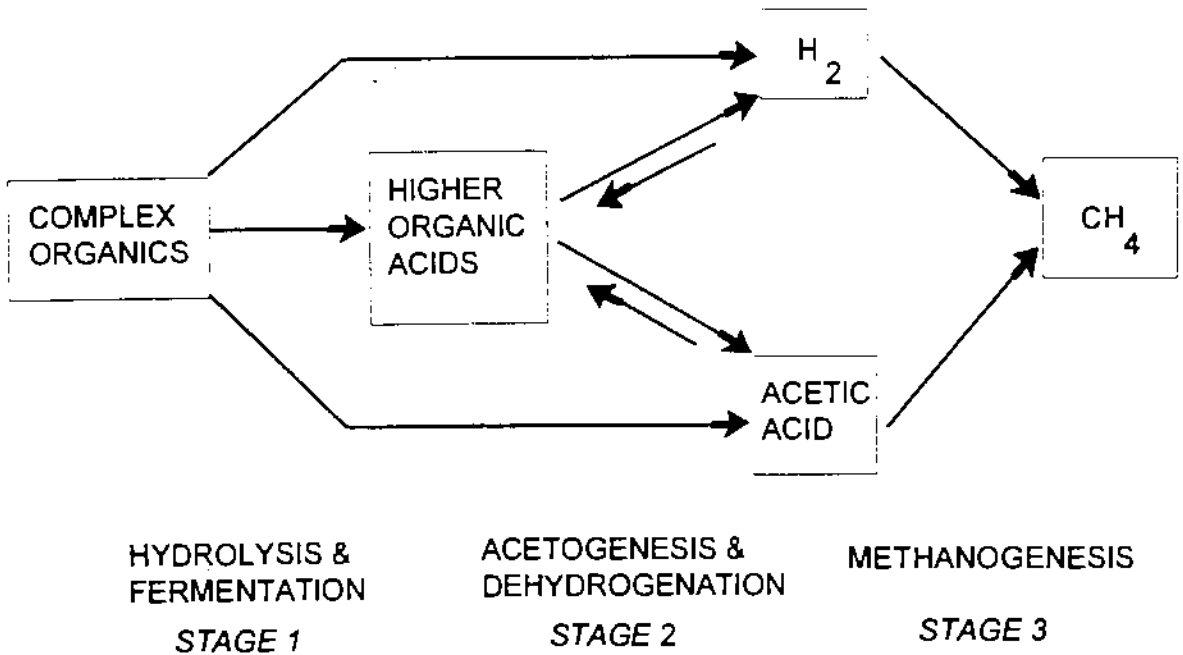 H2
COMPLEX
ORGANICS
HIGHER
ORGANIC
ACIDS
CH4
ACETIC
ACID
HYDROLYSIS &
FERMENTATION
STAGE 1
ACETOGENESIS &
DEHYDROGENATION
STAGE 2
METHANOGENESIS
STAGE 3